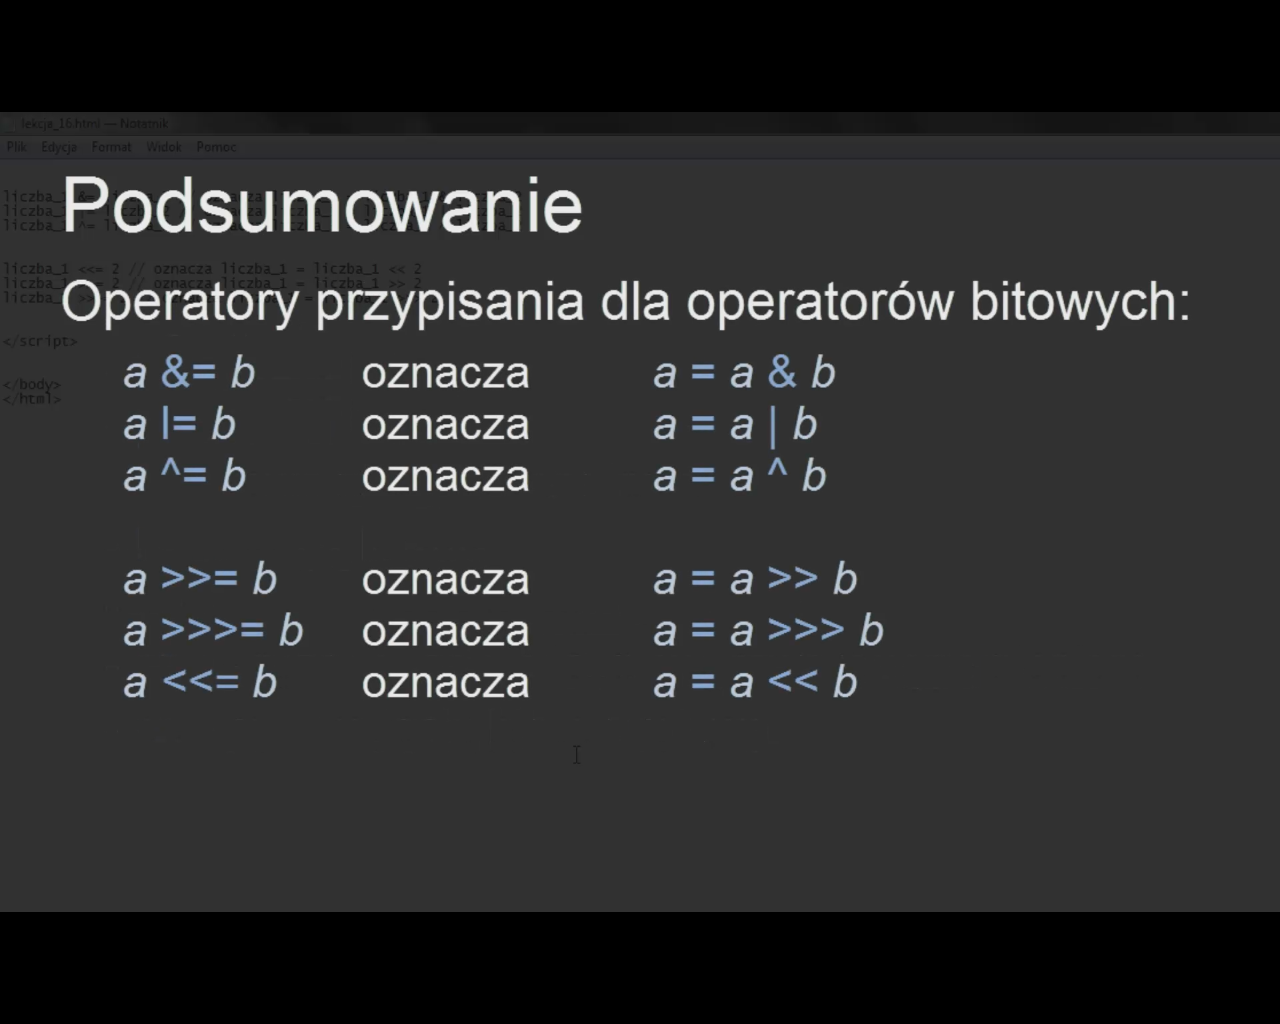 lekcja_16.html — Notatnik
Plik Edycja Format Widok Pomoc
Podsumowanie
liczba_1 <<= 2 // oznacza liczba_1 = liczba_1 << 2
Operatory przypisania dla operatorów bitowych:
</script>
a &= b oznacza a = a & b
</body>
</html>
a |= b oznacza a = a | b
a ^= b oznacza a = a ^ b
a >>= b oznacza a = a >> b
a >>>= b oznacza a = a >>> b
a <<= b oznacza a = a << b